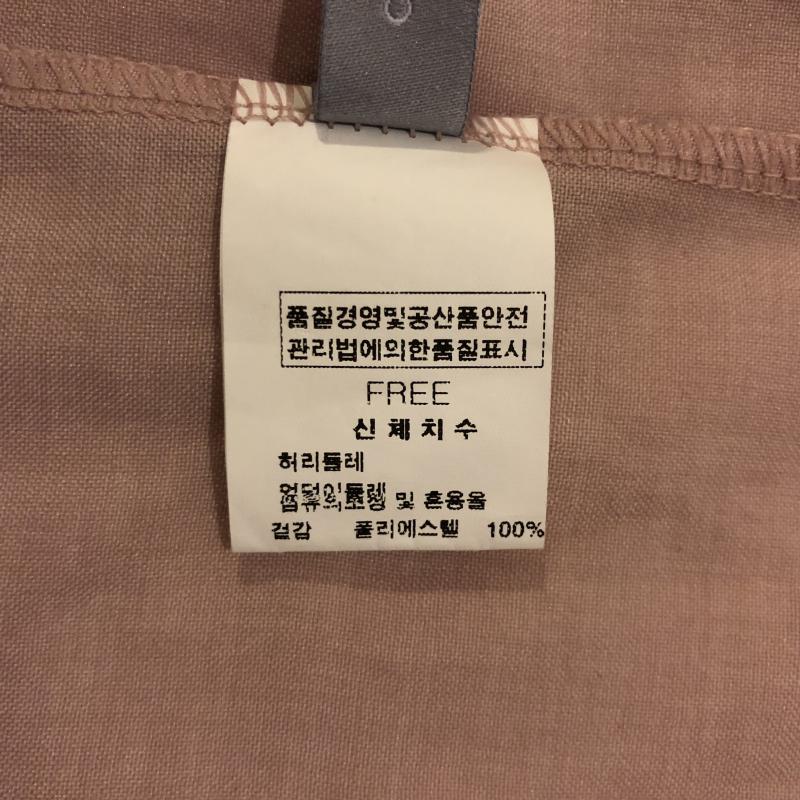 품질경영및공산품안전
관리법에의한품질표시
FREE
신체치수
허리둘레
및 혼용율
겉감 폴리에스텔 100%